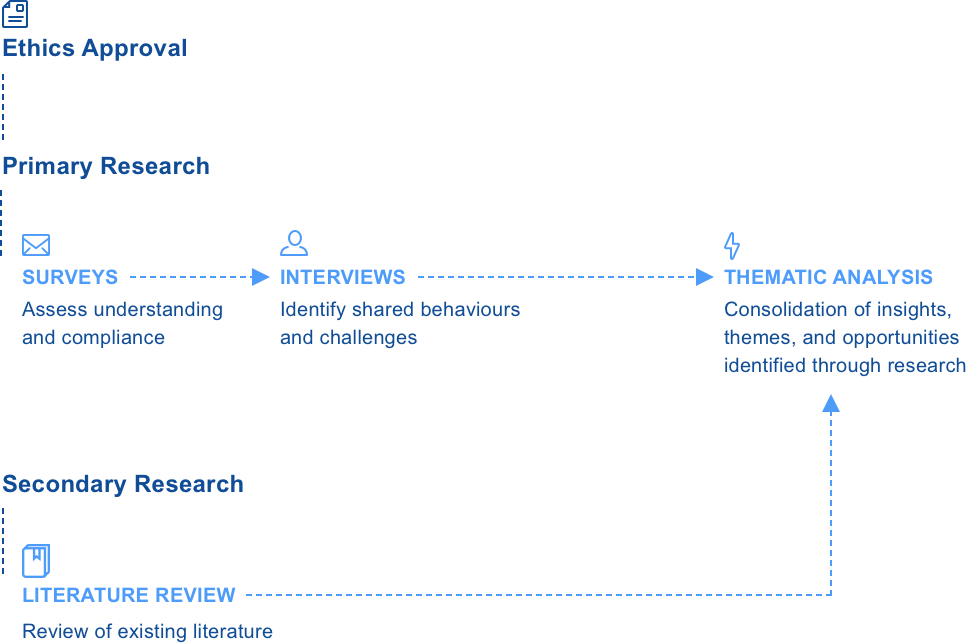 Ethics Approval
Primary Research
SURVEYS
Assess understanding
and compliance
INTERVIEWS
Identify shared behaviours
and challenges
THEMATIC ANALYSIS
Consolidation of insights,
themes, and opportunities
identified through research
Secondary Research
LITERATURE REVIEW
Review of existing literature